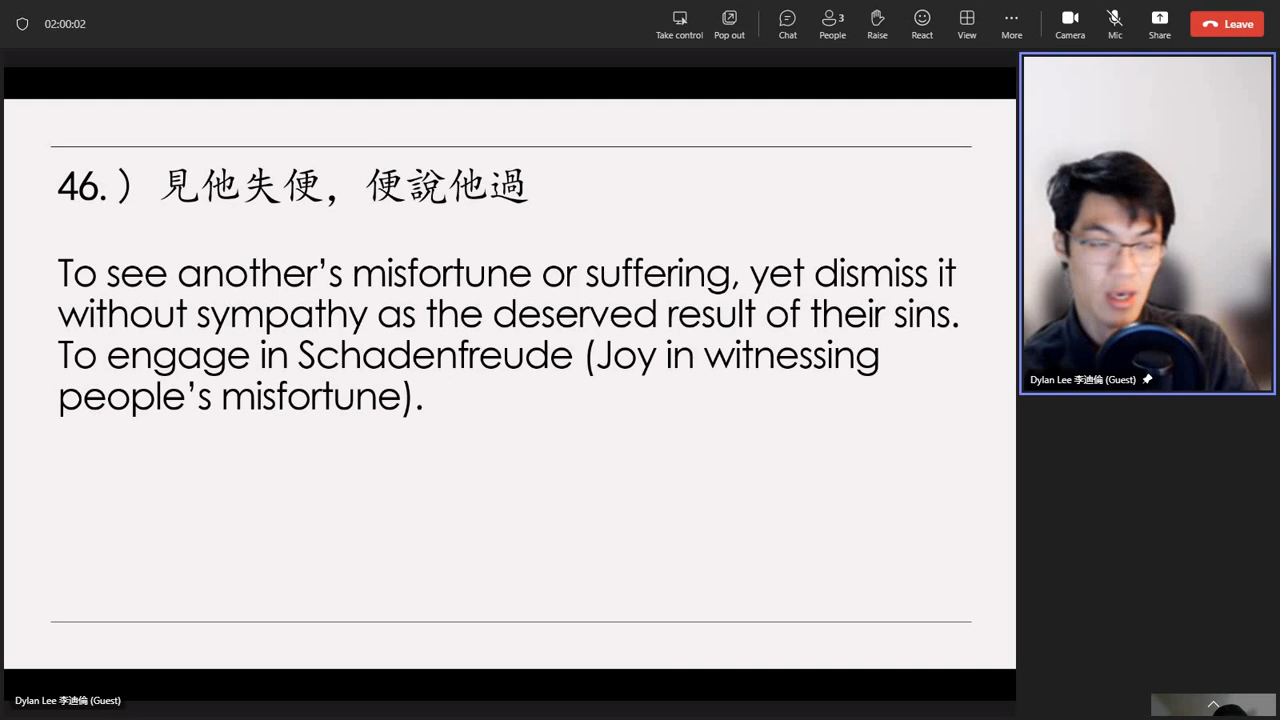 02:00:02
Take control
Pop out
Chat
3
People
Raise
React
View
More
Camera
Mic
Share
Leave
46.） 見他失便，便說他過
To see another’s misfortune or suffering, yet dismiss it
without sympathy as the deserved result of their sins.
To engage in Schadenfreude (Joy in witnessing
people’s misfortune).
Dylan Lee 李迪倫 (Guest)
Dylan Lee 李迪倫 (Guest)